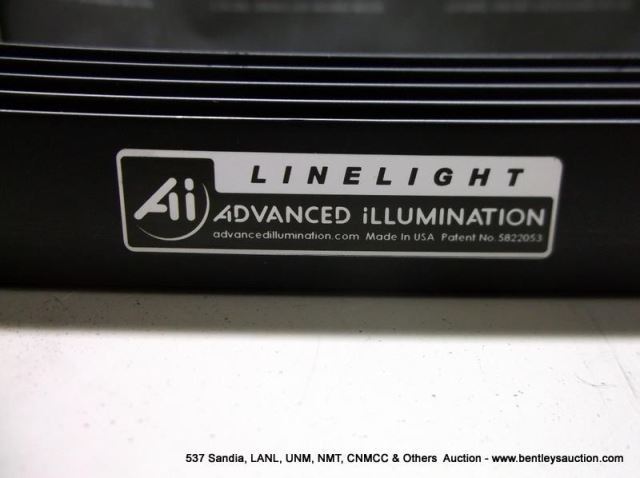 LINELIGHT
Ai ADVANCED iLLUMINATION
advancedillumination.com Made In USA Patent No. 5822053
537 Sandia, LANL, UNM, NMT, CNMCC & Others Auction - www.bentleysauction.com